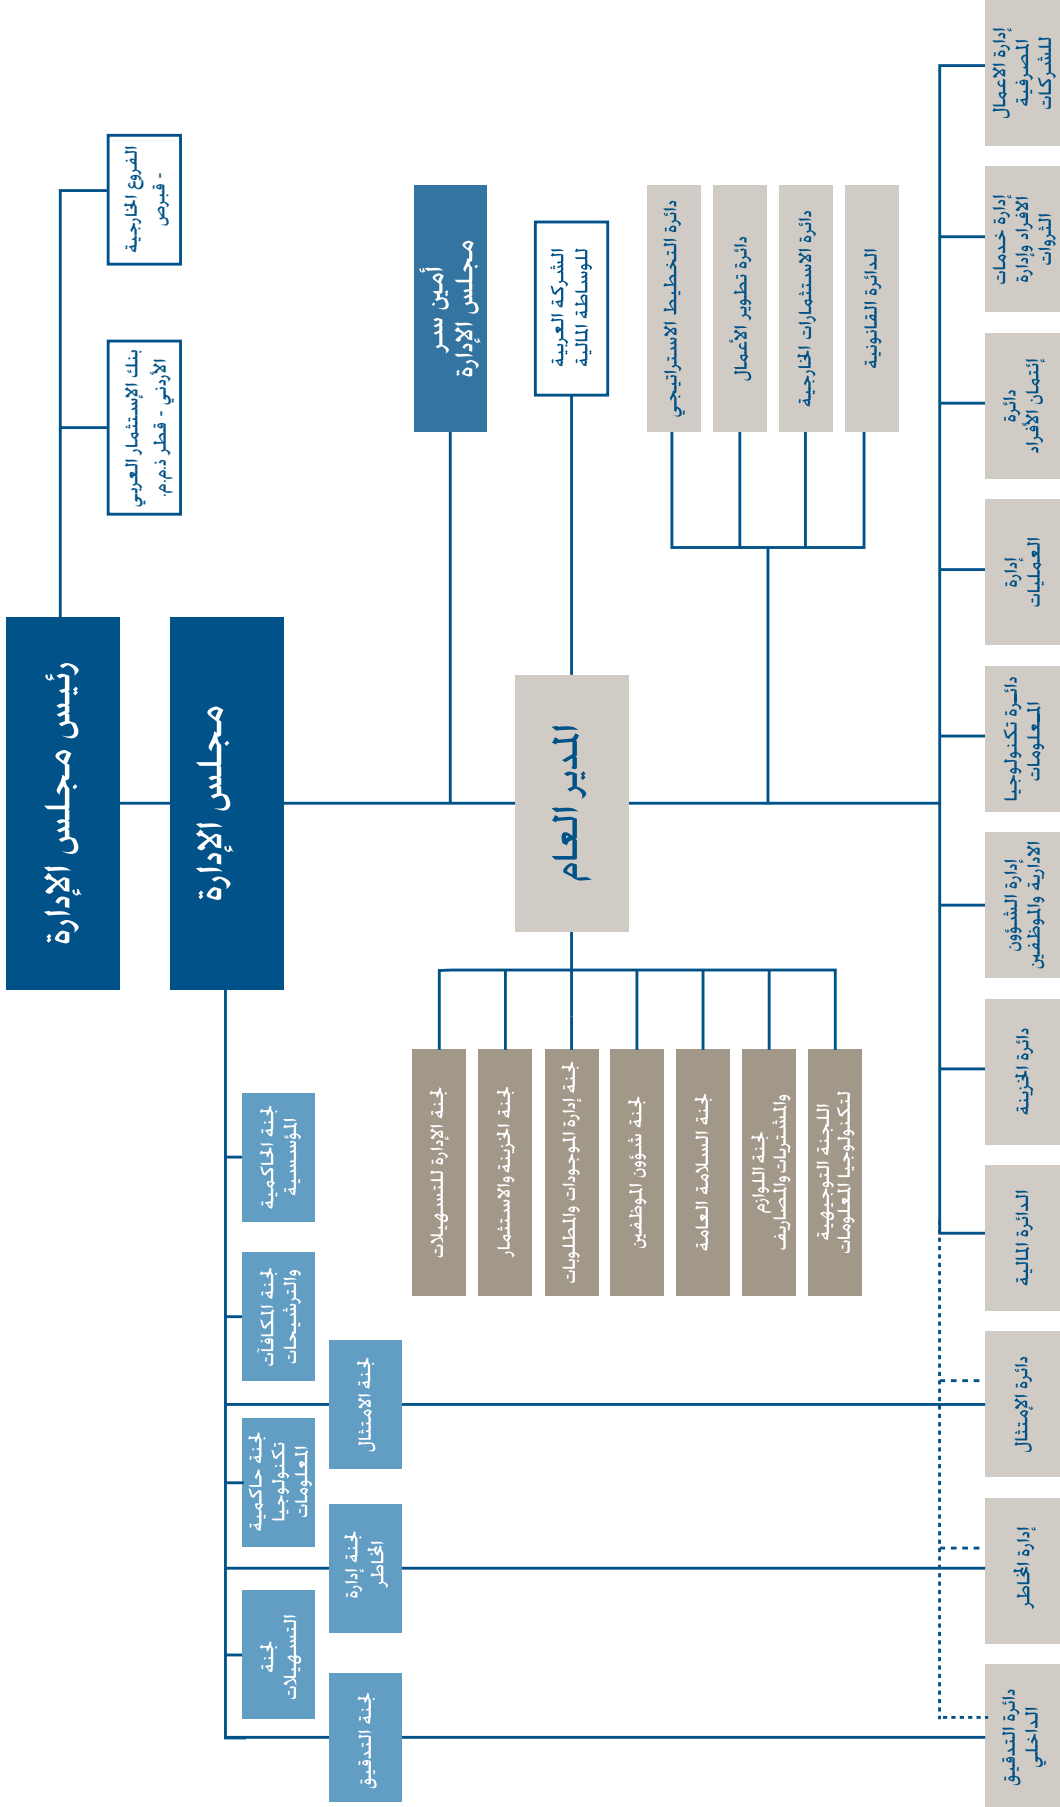 رئيس مجلس الإدارة
الفروع الخارجية
- قبرص
بنك الإستثمار العربي
الأردني - قطر ذ.م.م.
مجلس الإدارة
أمين سر
مجلس الإدارة
المدير العام
الشركة العربية
للوساطة المالية
دائرة التخطيط الاستراتيجي
دائرة تطوير الأعمال
دائرة الاستثمارات الخارجية
الدائرة القانونية
لجنة الحاكمية
المؤسسية
لجنة المكافآت
والترشيحات
لجنة حاكمية
تكنولوجيا
المعلومات
لجنة
التسهيلات
لجنة الامتثال
لجنة إدارة
المخاطر
لجنة التدقيق
لجنة الإدارة للتسهيلات
لجنة الخزينة والاستثمار
لجنة إدارة الموجودات والمطلوبات
لجنة شؤون الموظفين
لجنة السلامة العامة
لجنة اللوازم
والمشتريات والمصاريف
اللجنة التوجيهية
لتكنولوجيا المعلومات
إدارة الاعمال
المصرفية
للشركات
إدارة خدمات
الافراد وإدارة
الثروات
دائرة
إئتمان الأفراد
إدارة
العمليات
دائـرة تكنولوجيا
المـعلومات
إدارة الشؤون
الادارية والموظفين
دائرة الخزينة
الدائرة المالية
دائرة الإمتثال
إدارة المخاطر
دائرة التدقيق
الداخلي